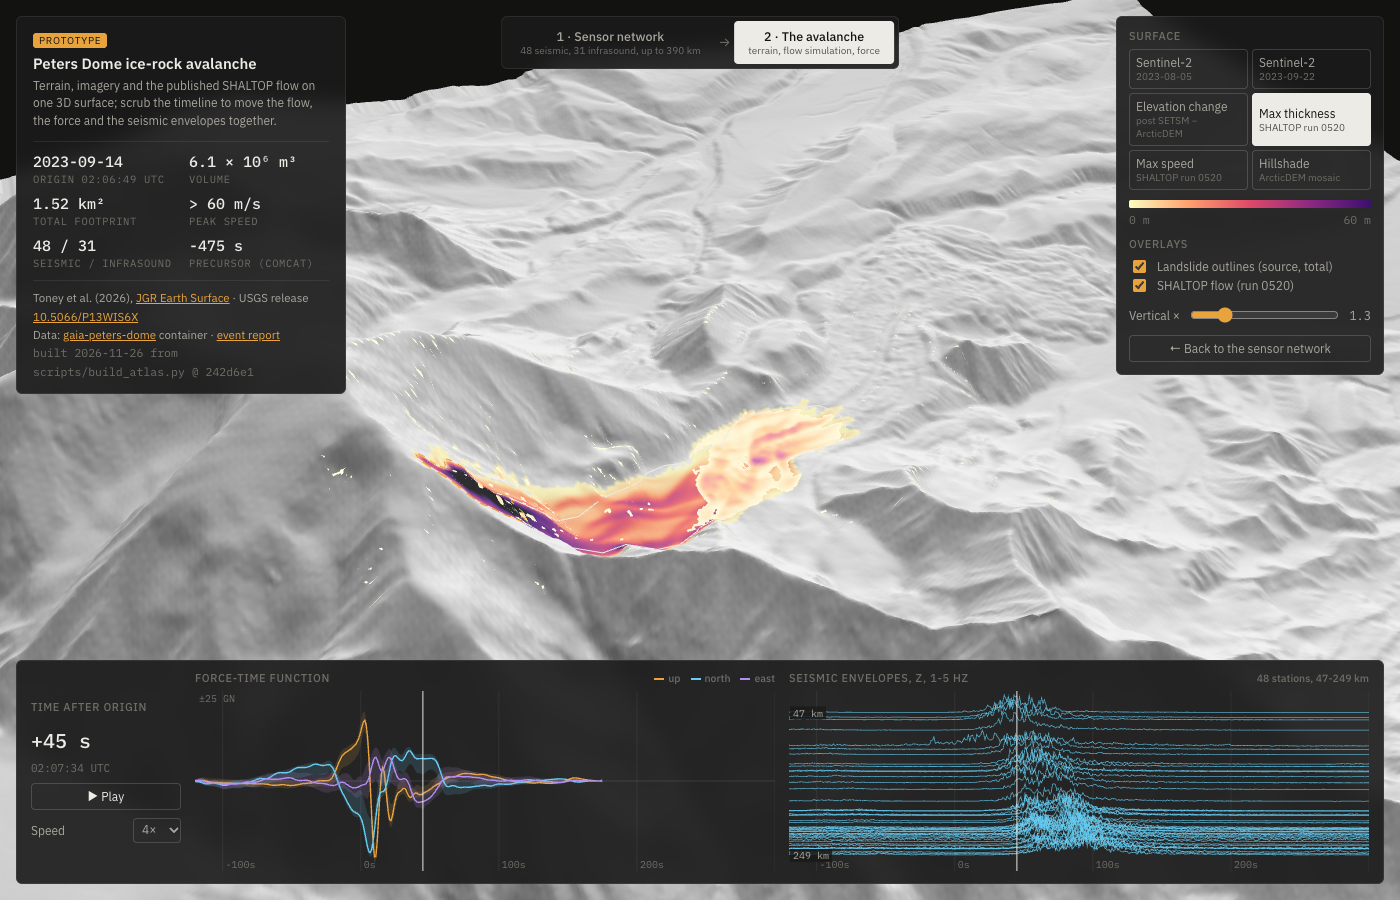 PROTOTYPE
Peters Dome ice-rock avalanche
Terrain, imagery and the published SHALTOP flow on
one 3D surface; scrub the timeline to move the flow,
the force and the seismic envelopes together.
2023-09-14
ORIGIN 02:06:49 UTC
6.1 × 10⁶ m³
VOLUME
1.52 km²
TOTAL FOOTPRINT
> 60 m/s
PEAK SPEED
48 / 31
SEISMIC / INFRASOUND
-475 s
PRECURSOR (COMCAT)
Toney et al. (2026), JGR Earth Surface · USGS release
10.5066/P13WIS6X
Data: gaia-peters-dome container · event report
built 2026-11-26 from
scripts/build_atlas.py @ 242d6e1
1 · Sensor network
48 seismic, 31 infrasound, up to 390 km
→
2 · The avalanche
terrain, flow simulation, force
SURFACE
Sentinel-2
2023-08-05
Sentinel-2
2023-09-22
Elevation change
post SETSM −
ArcticDEM
Max thickness
SHALTOP run 0520
Max speed
SHALTOP run 0520
Hillshade
ArcticDEM mosaic
0 m
60 m
OVERLAYS
Landslide outlines (source, total)
SHALTOP flow (run 0520)
Vertical × 1.3
← Back to the sensor network
TIME AFTER ORIGIN
+45 s
02:07:34 UTC
▶ Play
Speed 4×
FORCE-TIME FUNCTION
up north east
±25 GN
-100s 0s 100s 200s
SEISMIC ENVELOPES, Z, 1-5 HZ
48 stations, 47-249 km
47 km
249 km
-100s 0s 100s 200s